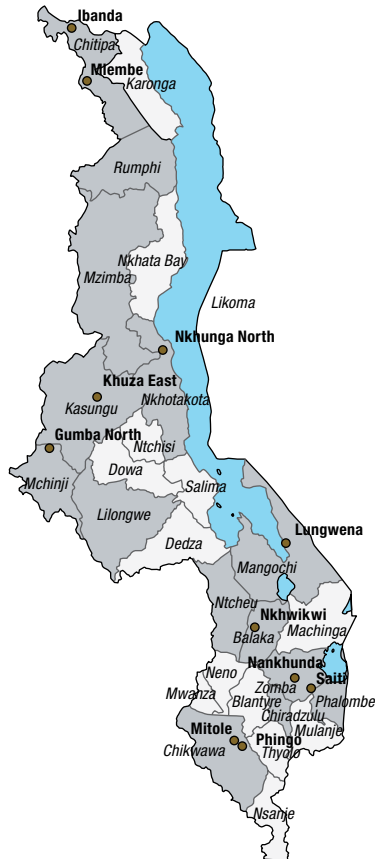 Ibanda
Chitipa
Mlembe
Karonga
Rumphi
Nkhata Bay
Mzimba
Likoma
Nkhunga North
Khuza East
Kasungu
Nkhotakota
Gumba North
Ntchisi
Dowa
Mchinji
Salima
Lilongwe
Lungwena
Dedza
Mangochi
Ntcheu
Nkhwikwi
Balaka
Machinga
Nankhunda
Neno
Saiti
Zomba
Mwanza
Blantyre
Phalombe
Chiradzulu
Mitole
Mulanje
Phingo
Chikwawa
Thyolo
Nsanje